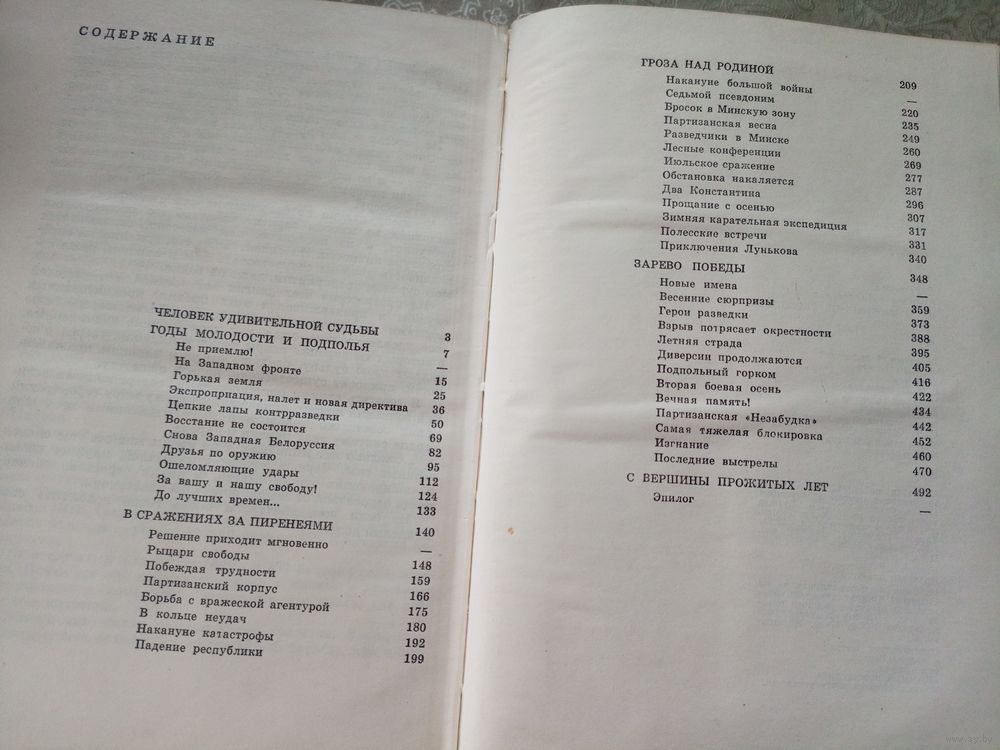 СОДЕРЖАНИЕ
ЧЕЛОВЕК УДИВИТЕЛЬНОЙ СУДЬБЫ 3
ГОДЫ МОЛОДОСТИ И ПОДПОЛЬЯ 7
Не приемлю! —
На Западном фронте 15
Горькая земля 25
Экспроприация, налет и новая директива 36
Цепкие лапы контрразведки 50
Восстание не состоится 69
Снова Западная Белоруссия 82
Друзья по оружию 95
Ошеломляющие удары 112
За вашу и нашу свободу! 124
До лучших времен... 133
В СРАЖЕНИЯХ ЗА ПИРЕНЕЯМИ 140
Решение приходит мгновенно —
Рыцари свободы 148
Побеждая трудности 159
Партизанский корпус 166
Борьба с вражеской агентурой 175
В кольце неудач 180
Накануне катастрофы 192
Падение республики 199
ГРОЗА НАД РОДИНОЙ 209
Накануне большой войны —
Седьмой псевдоним 220
Бросок в Минскую зону 235
Партизанская весна 249
Разведчики в Минске 260
Лесные конференции 269
Июльское сражение 277
Обстановка накаляется 287
Два Константина 296
Прощание с осенью 307
Зимняя карательная экспедиция 317
Полесские встречи 331
Приключения Лунькова 340
ЗАРЕВО ПОБЕДЫ 348
Новые имена —
Весенние сюрпризы 359
Герои разведки 373
Взрыв потрясает окрестности 388
Летняя страда 395
Диверсии продолжаются 405
Подпольный горком 416
Вторая боевая осень 422
Вечная память! 434
Партизанская «Незабудка» 442
Самая тяжелая блокировка 452
Изгнание 460
Последние выстрелы 470
С ВЕРШИНЫ ПРОЖИТЫХ ЛЕТ 492
Эпилог —
www.ay.by